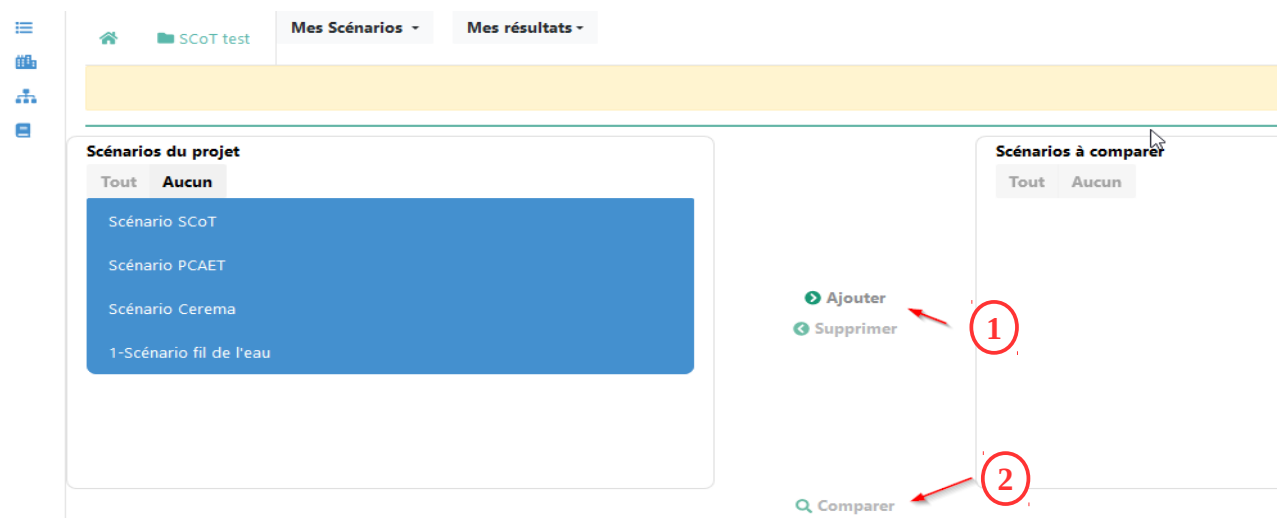 SCoT test Mes Scénarios Mes résultats
Scénarios du projet
Tout Aucun
Scénario SCoT
Scénario PCAET
Scénario Cerema
1-Scénario fil de l'eau
Ajouter
Supprimer
1
Comparer
2
Scénarios à comparer
Tout Aucun